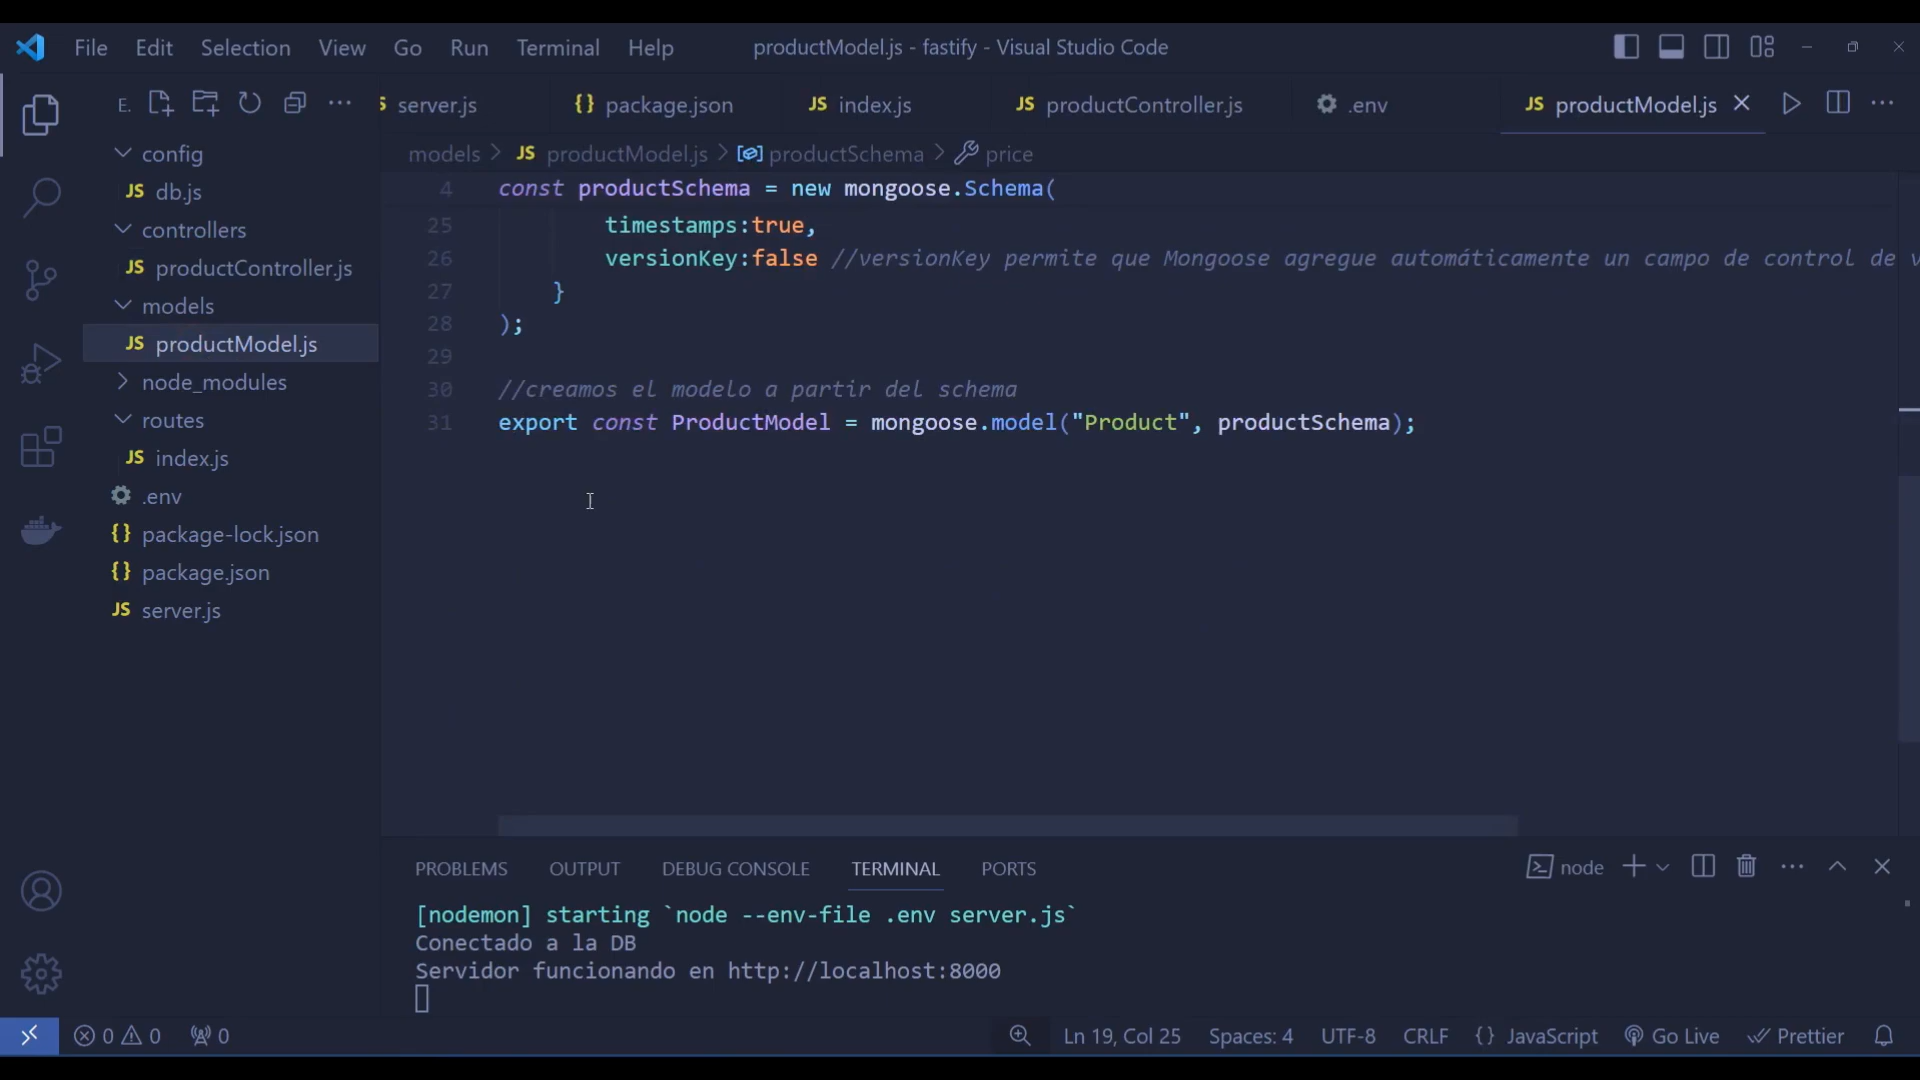 File Edit Selection View Go Run Terminal Help productModel.js - fastify - Visual Studio Code
E.
server.js package.json index.js productController.js .env productModel.js
config
db.js
controllers
productController.js
models
productModel.js
node_modules
routes
index.js
.env
package-lock.json
package.json
server.js
models > productModel.js > productSchema > price
4 const productSchema = new mongoose.Schema(
25 timestamps:true,
26 versionKey:false //versionKey permite que Mongoose agregue automáticamente un campo de control de
27 }
28 );
29
30 //creamos el modelo a partir del schema
31 export const ProductModel = mongoose.model("Product", productSchema);
PROBLEMS OUTPUT DEBUG CONSOLE TERMINAL PORTS node
[nodemon] starting `node --env-file .env server.js`
Conectado a la DB
Servidor funcionando en http://localhost:8000
0 0 0 Ln 19, Col 25 Spaces: 4 UTF-8 CRLF {} JavaScript Go Live Prettier